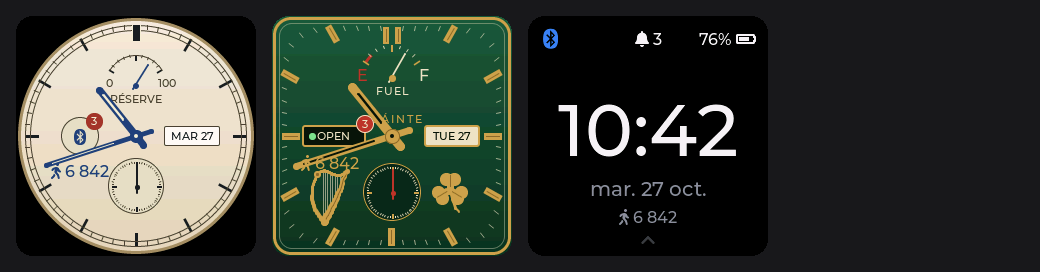 0 100
RÉSERVE
3
MAR 27
6 842
E F
FUEL
3
OPEN
TUE 27
6 842
3 76%
10:42
mar. 27 oct.
6 842